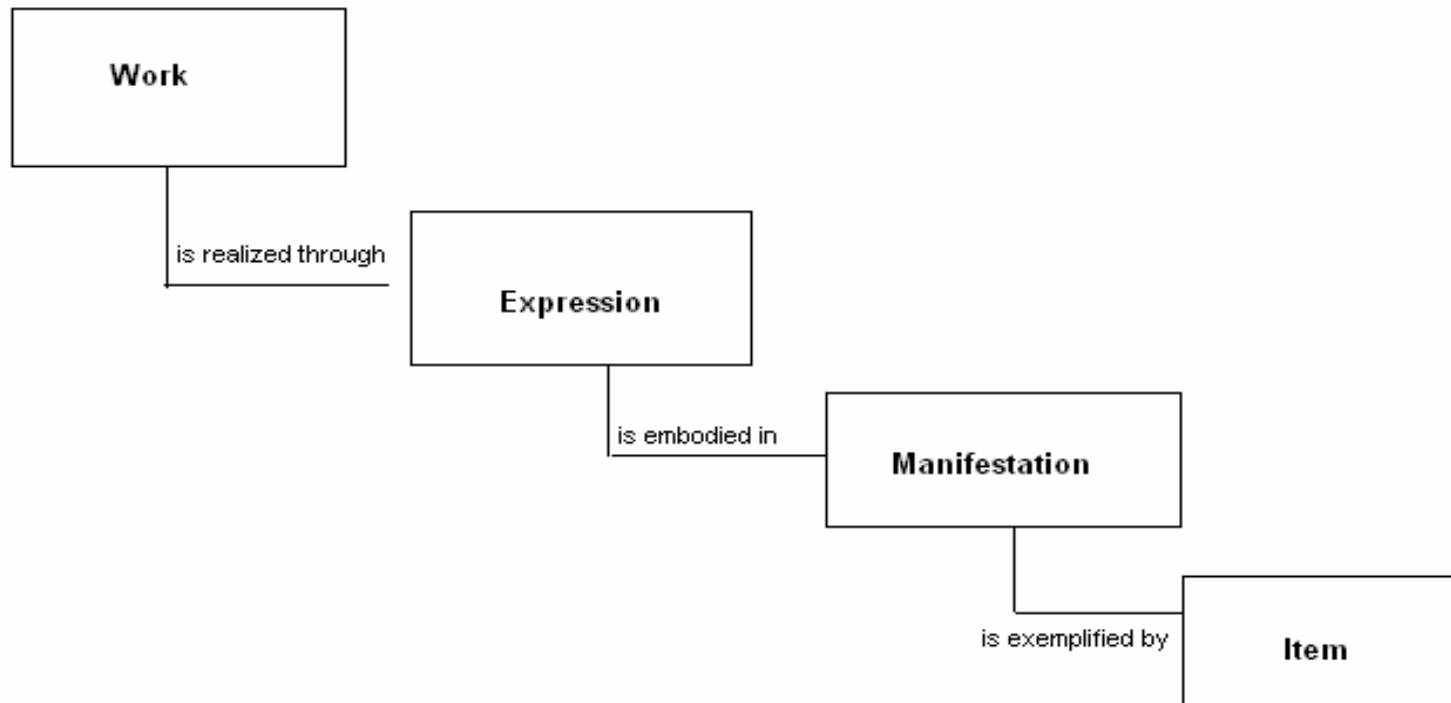 Work
is realized through
Expression
is embodied in
Manifestation
is exemplified by
Item